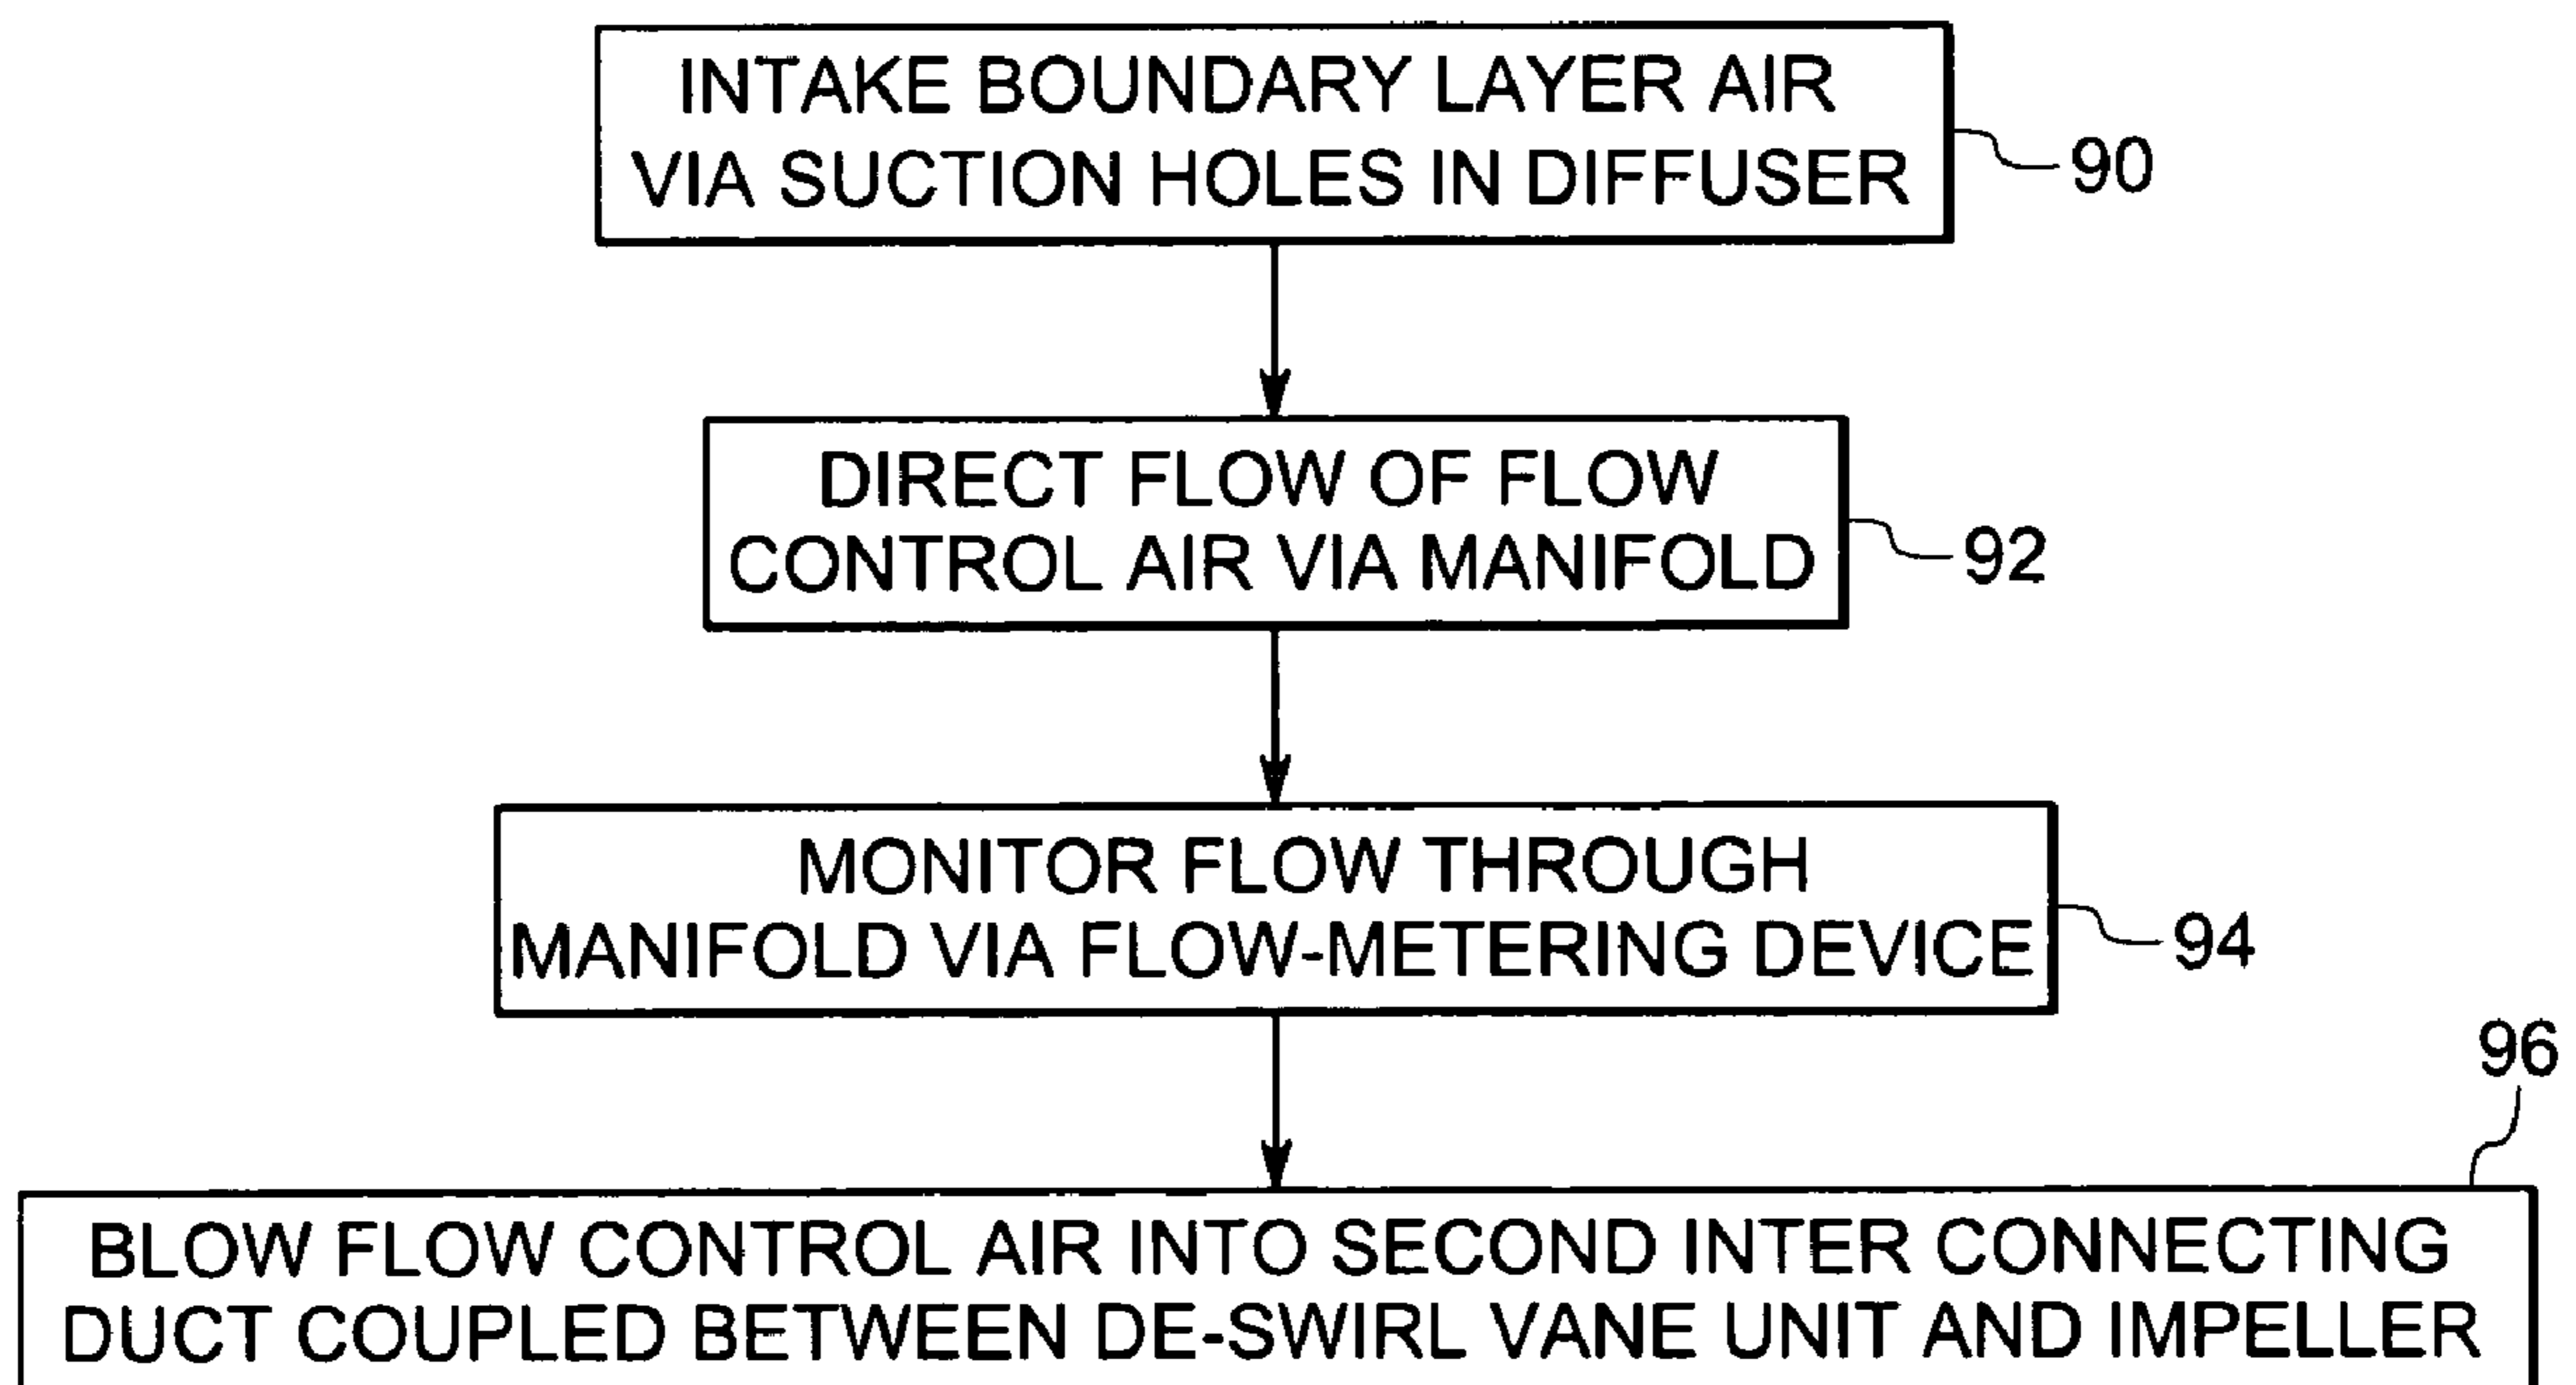 INTAKE BOUNDARY LAYER AIR
VIA SUCTION HOLES IN DIFFUSER
90
DIRECT FLOW OF FLOW
CONTROL AIR VIA MANIFOLD
92
MONITOR FLOW THROUGH
MANIFOLD VIA FLOW-METERING DEVICE
94
96
BLOW FLOW CONTROL AIR INTO SECOND INTER CONNECTING
DUCT COUPLED BETWEEN DE-SWIRL VANE UNIT AND IMPELLER